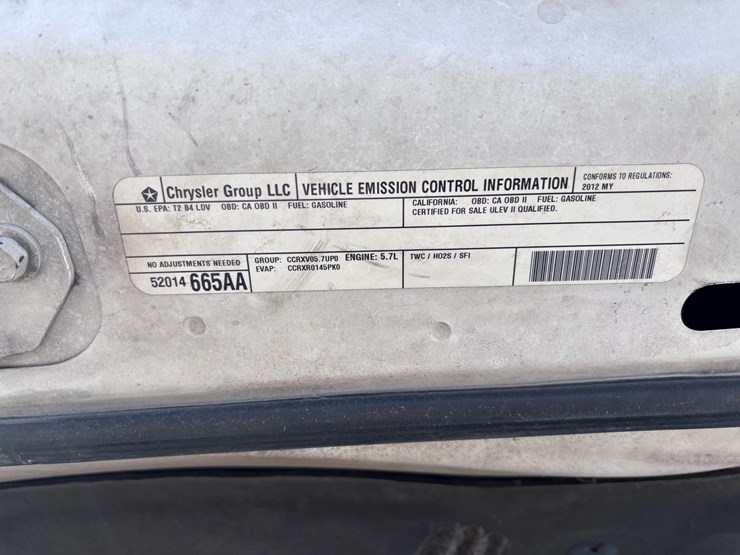 Chrysler Group LLC VEHICLE EMISSION CONTROL INFORMATION CONFORMS TO REGULATIONS:
2012 MY
U.S. EPA: T2 B4 LDV OBD: CA OBD II FUEL: GASOLINE
CALIFORNIA: OBD: CA OBD II FUEL: GASOLINE
CERTIFIED FOR SALE ULEV II QUALIFIED.
NO ADJUSTMENTS NEEDED
52014 665AA
GROUP: CCRXV05.7UP0 ENGINE: 5.7L
EVAP: CCRXR0145PK0
TWC / HO2S / SFI